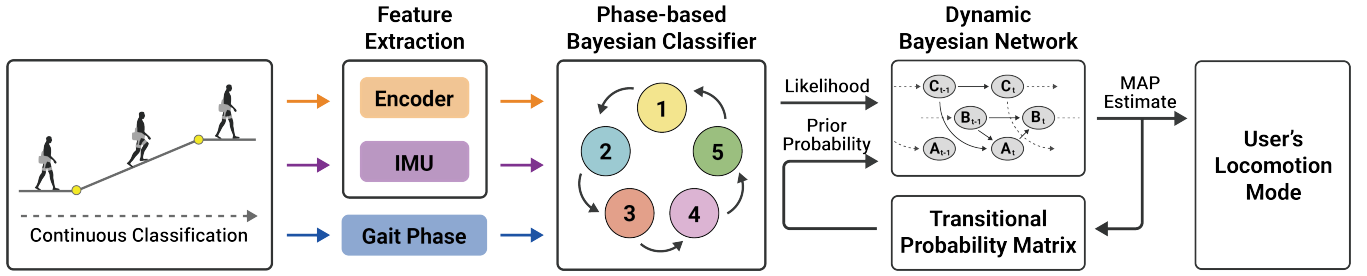 Feature
Extraction
Phase-based
Bayesian Classifier
Dynamic
Bayesian Network
Continuous Classification
Encoder
IMU
Gait Phase
1
2
3
4
5
Likelihood
Prior
Probability
C t-1
C t
B t-1
B t
A t-1
A t
Transitional
Probability Matrix
MAP
Estimate
User's
Locomotion
Mode